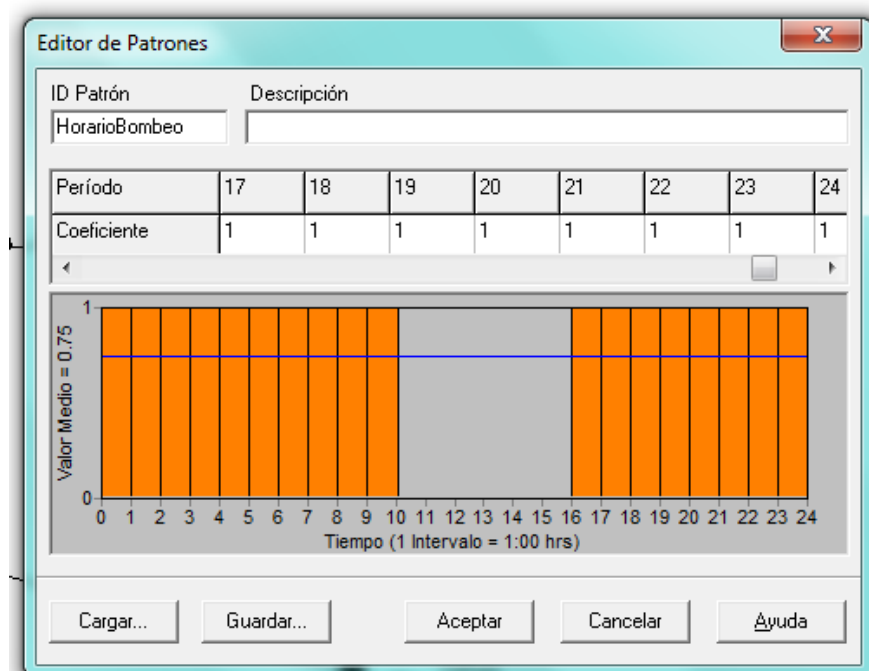 Editor de Patrones
ID Patrón Descripción
HorarioBombeo
Período 17 18 19 20 21 22 23 24
Coeficiente 1 1 1 1 1 1 1 1
Valor Medio = 0.75
1
0
0 1 2 3 4 5 6 7 8 9 10 11 12 13 14 15 16 17 18 19 20 21 22 23 24
Tiempo (1 Intervalo = 1:00 hrs)
Cargar... Guardar... Aceptar Cancelar Ayuda